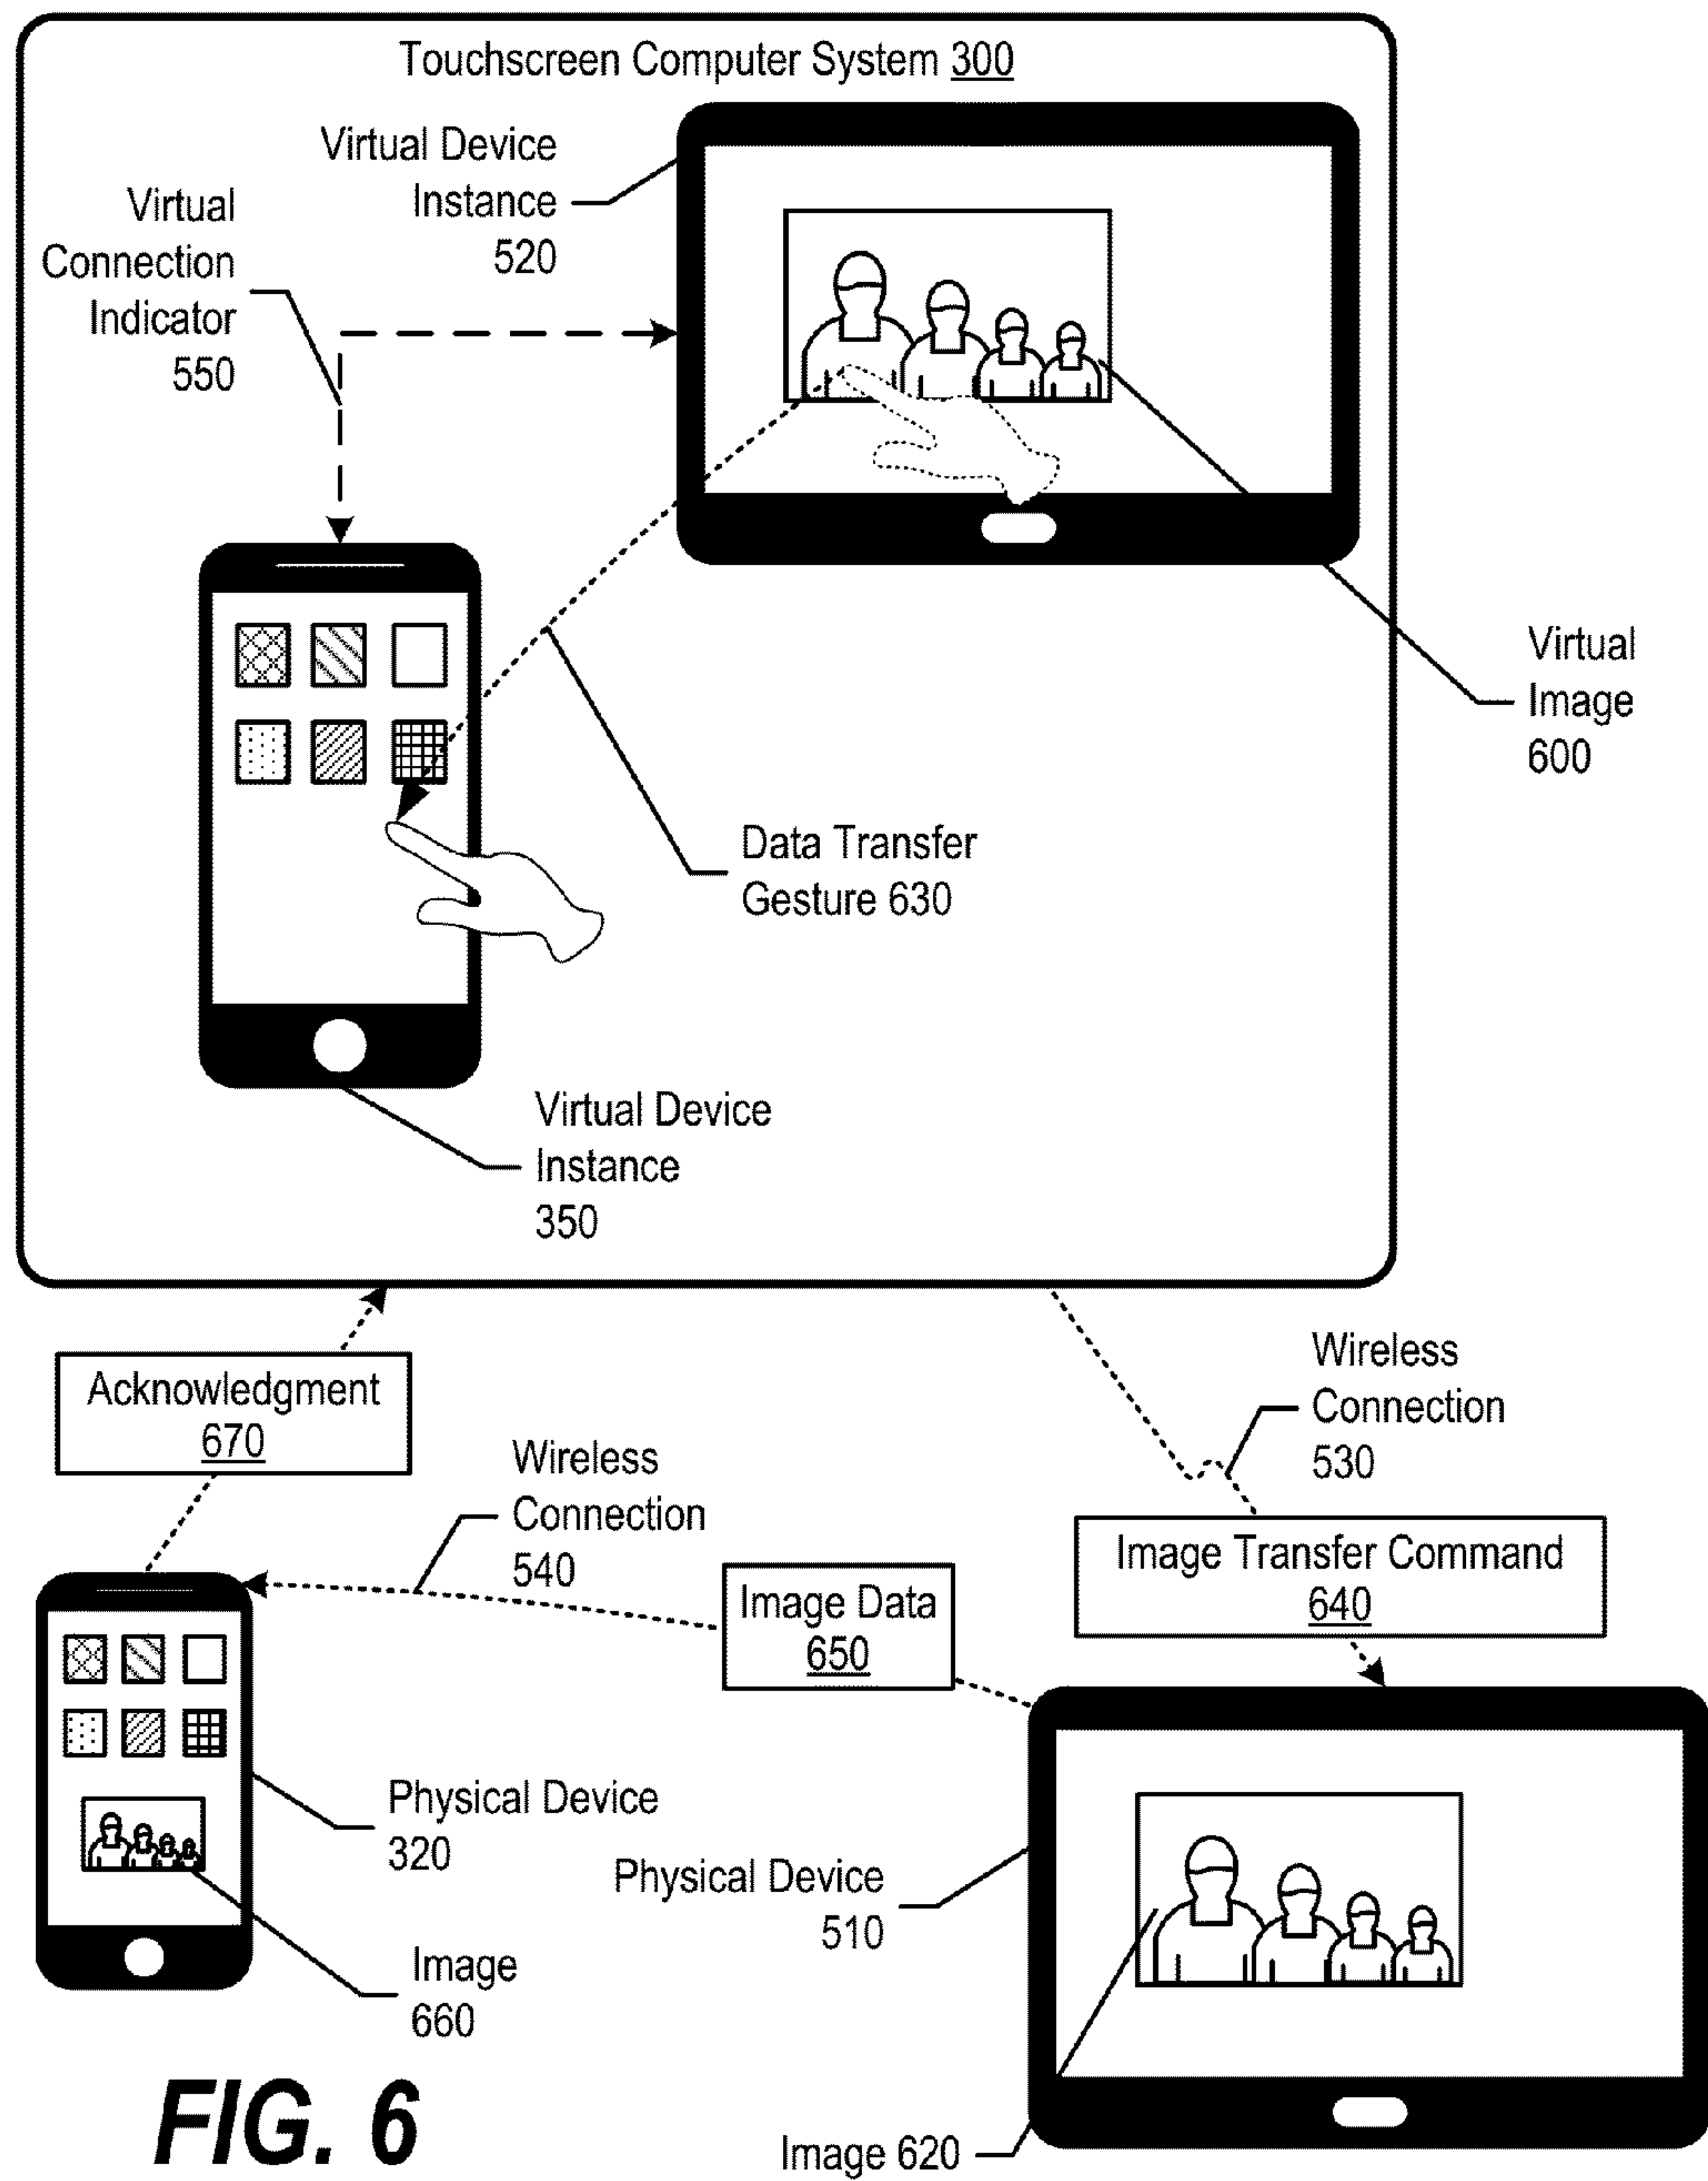 Touchscreen Computer System 300
Virtual Device
Instance
520
Virtual
Connection
Indicator
550
Virtual
Image
600
Data Transfer
Gesture 630
Virtual Device
Instance
350
Acknowledgment
670
Wireless
Connection
530
Wireless
Connection
540
Image Transfer Command
640
Image Data
650
Physical Device
320
Physical Device
510
Image
660
Image 620
FIG. 6